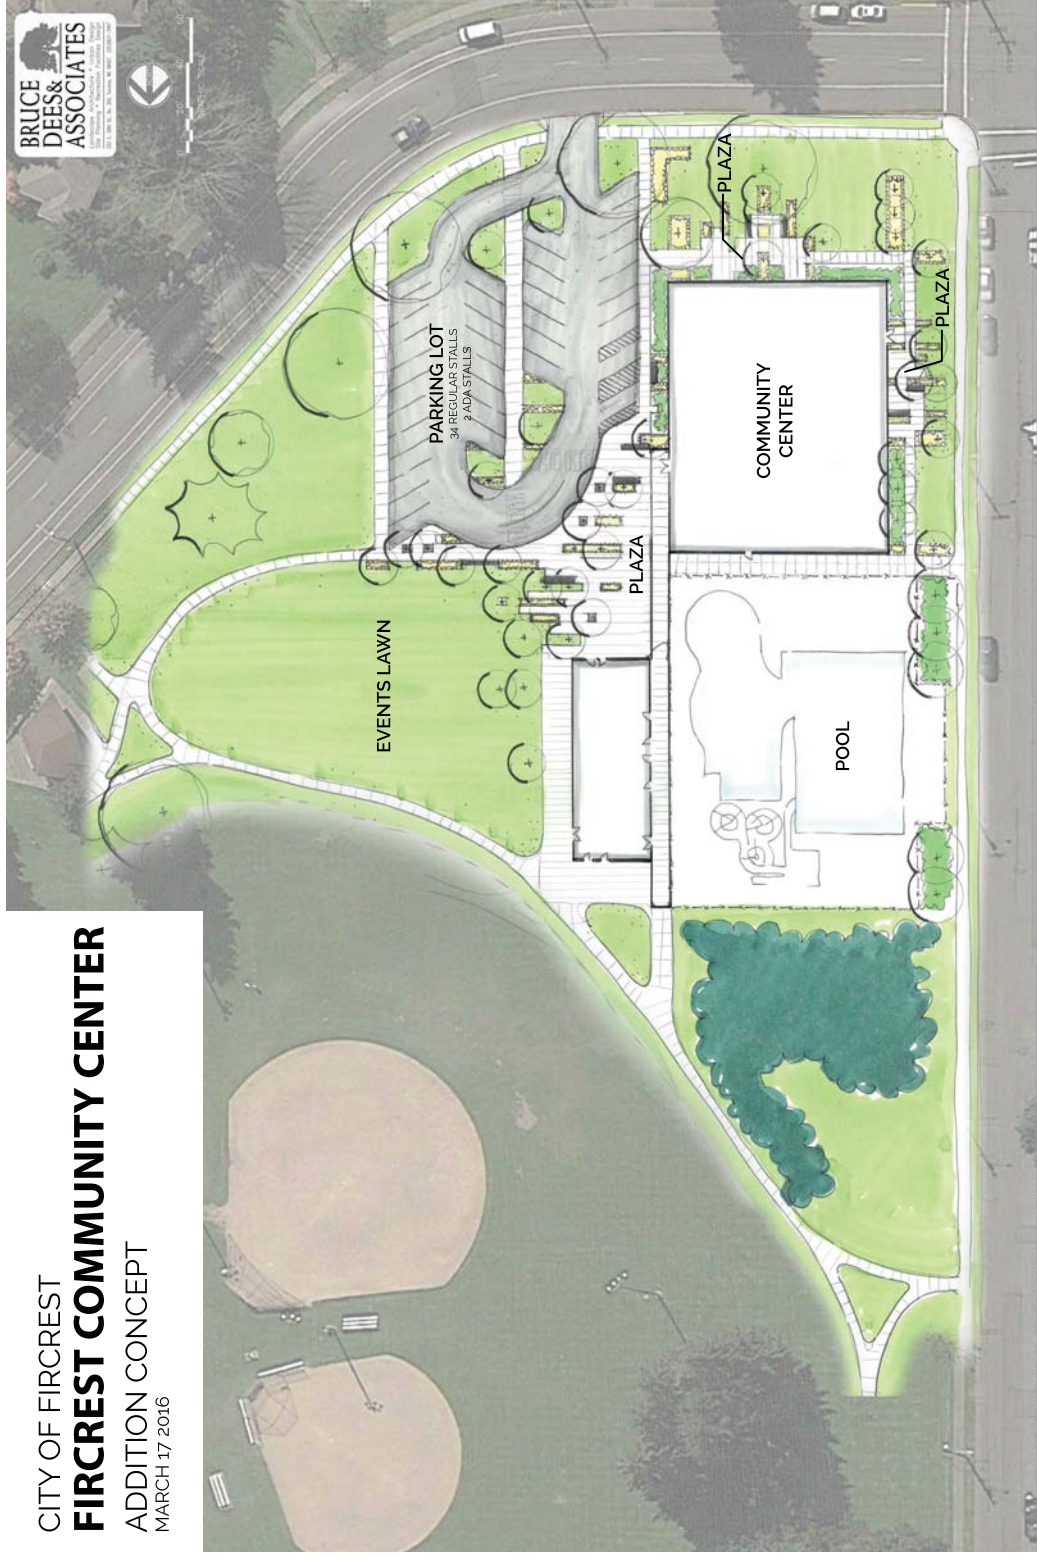 CITY OF FIRCREST
FIRCREST COMMUNITY CENTER
ADDITION CONCEPT
MARCH 17 2016
BRUCE
DEES&
ASSOCIATES
PARKING LOT
34 REGULAR STALLS
2 ADA STALLS
EVENTS LAWN
PLAZA
PLAZA
PLAZA
COMMUNITY
CENTER
POOL